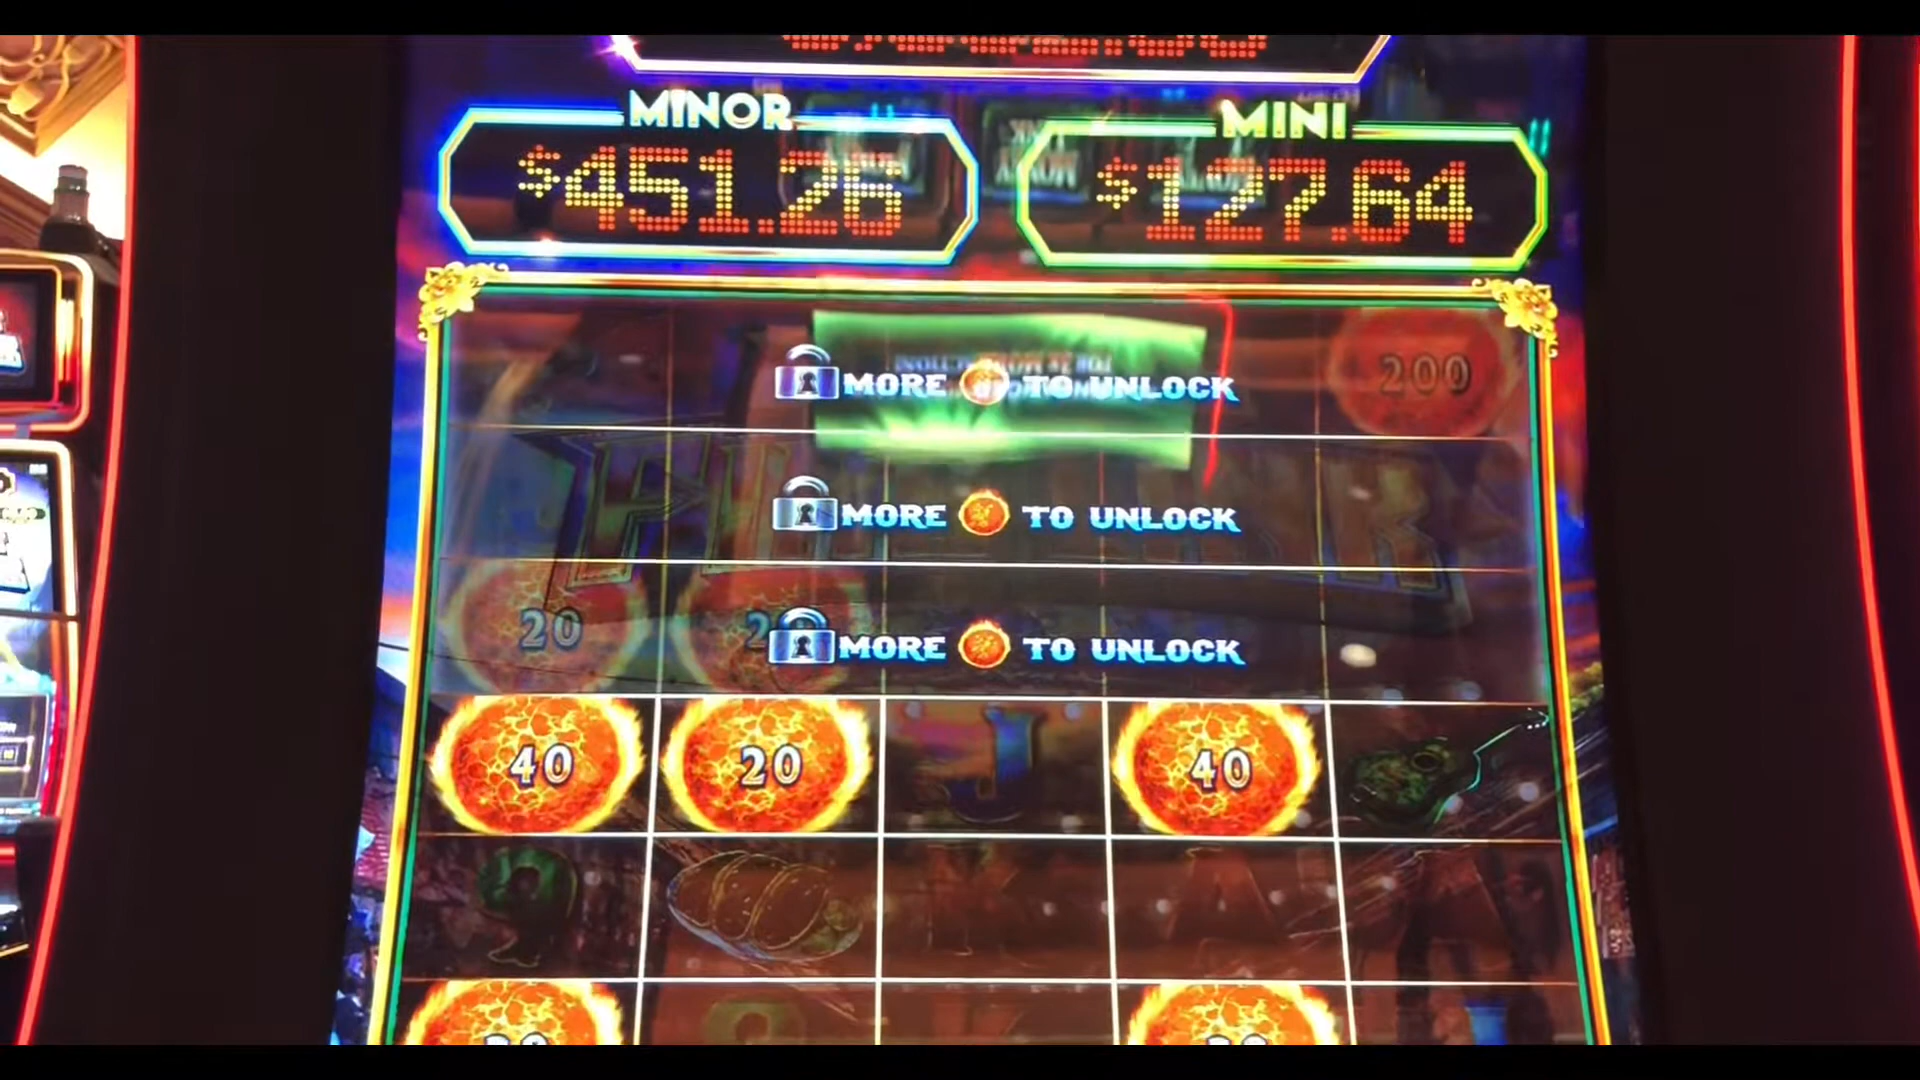 MINOR
$451.26
MINI
$127.64
200
MORE TO UNLOCK
MORE TO UNLOCK
20
MORE TO UNLOCK
40
20
J
40